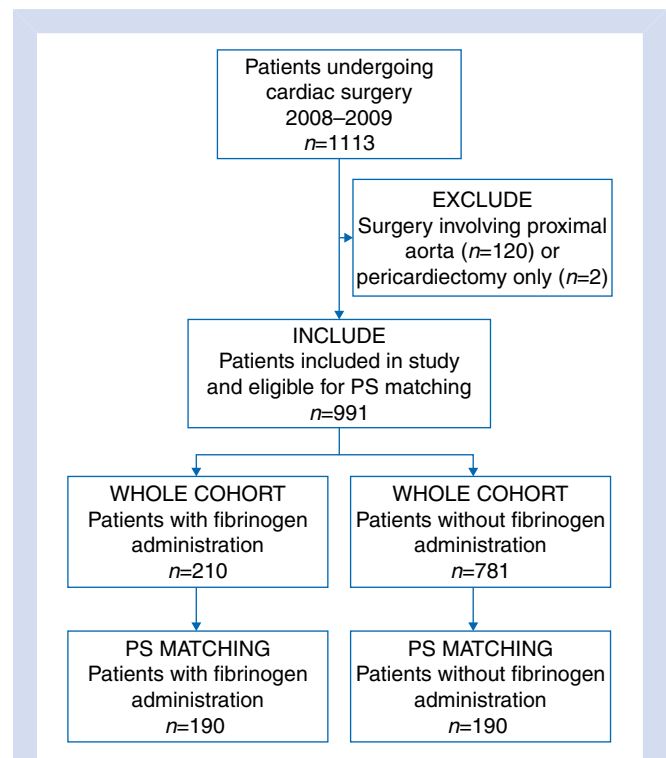 Patients undergoing
cardiac surgery
2008–2009
n=1113
EXCLUDE
Surgery involving proximal
aorta (n=120) or
pericardiectomy only (n=2)
INCLUDE
Patients included in study
and eligible for PS matching
n=991
WHOLE COHORT
Patients with fibrinogen
administration
n=210
WHOLE COHORT
Patients without fibrinogen
administration
n=781
PS MATCHING
Patients with fibrinogen
administration
n=190
PS MATCHING
Patients without fibrinogen
administration
n=190